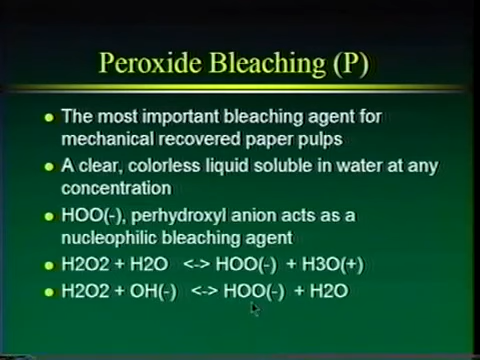 Peroxide Bleaching (P)
The most important bleaching agent for
mechanical recovered paper pulps
A clear, colorless liquid soluble in water at any
concentration
HOO(-), perhydroxyl anion acts as a
nucleophilic bleaching agent
H2O2 + H2O <-> HOO(-) + H3O(+)
H2O2 + OH(-) <-> HOO(-) + H2O